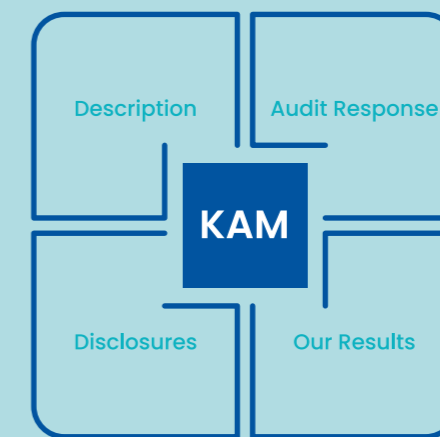 Description
Audit Response
KAM
Disclosures
Our Results